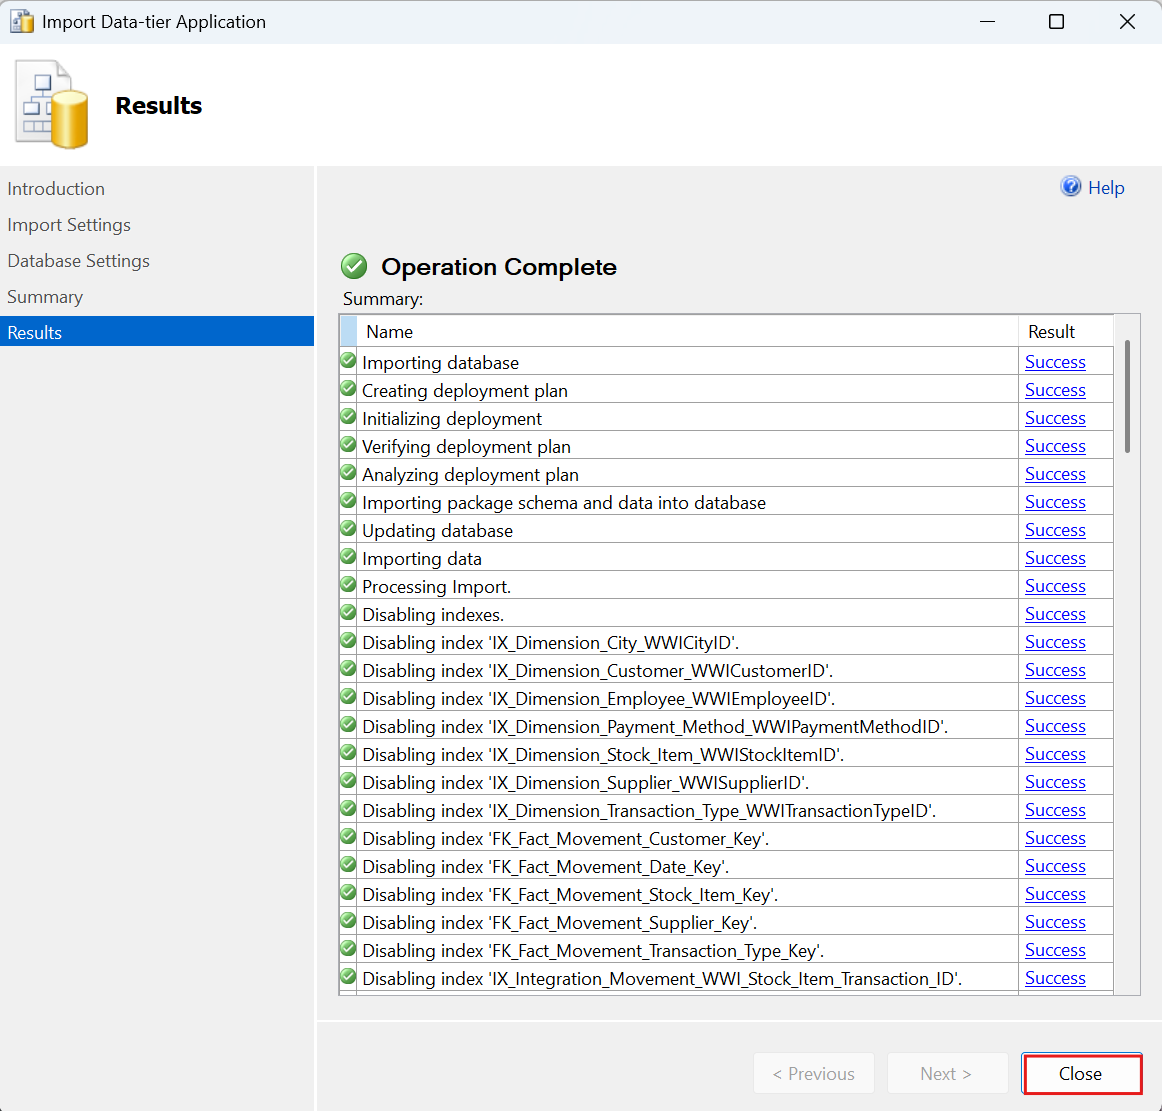 Import Data-tier Application
Results
Introduction
Import Settings
Database Settings
Summary
Results
Help
Operation Complete
Summary:
Name Result
Importing database Success
Creating deployment plan Success
Initializing deployment Success
Verifying deployment plan Success
Analyzing deployment plan Success
Importing package schema and data into database Success
Updating database Success
Importing data Success
Processing Import. Success
Disabling indexes. Success
Disabling index 'IX_Dimension_City_WWICityID'. Success
Disabling index 'IX_Dimension_Customer_WWICustomerID'. Success
Disabling index 'IX_Dimension_Employee_WWIEmployeeID'. Success
Disabling index 'IX_Dimension_Payment_Method_WWIPaymentMethodID'. Success
Disabling index 'IX_Dimension_Stock_Item_WWIStockItemID'. Success
Disabling index 'IX_Dimension_Supplier_WWISupplierID'. Success
Disabling index 'IX_Dimension_Transaction_Type_WWITransactionTypeID'. Success
Disabling index 'FK_Fact_Movement_Customer_Key'. Success
Disabling index 'FK_Fact_Movement_Date_Key'. Success
Disabling index 'FK_Fact_Movement_Stock_Item_Key'. Success
Disabling index 'FK_Fact_Movement_Supplier_Key'. Success
Disabling index 'FK_Fact_Movement_Transaction_Type_Key'. Success
Disabling index 'IX_Integration_Movement_WWI_Stock_Item_Transaction_ID'. Success
< Previous Next > Close